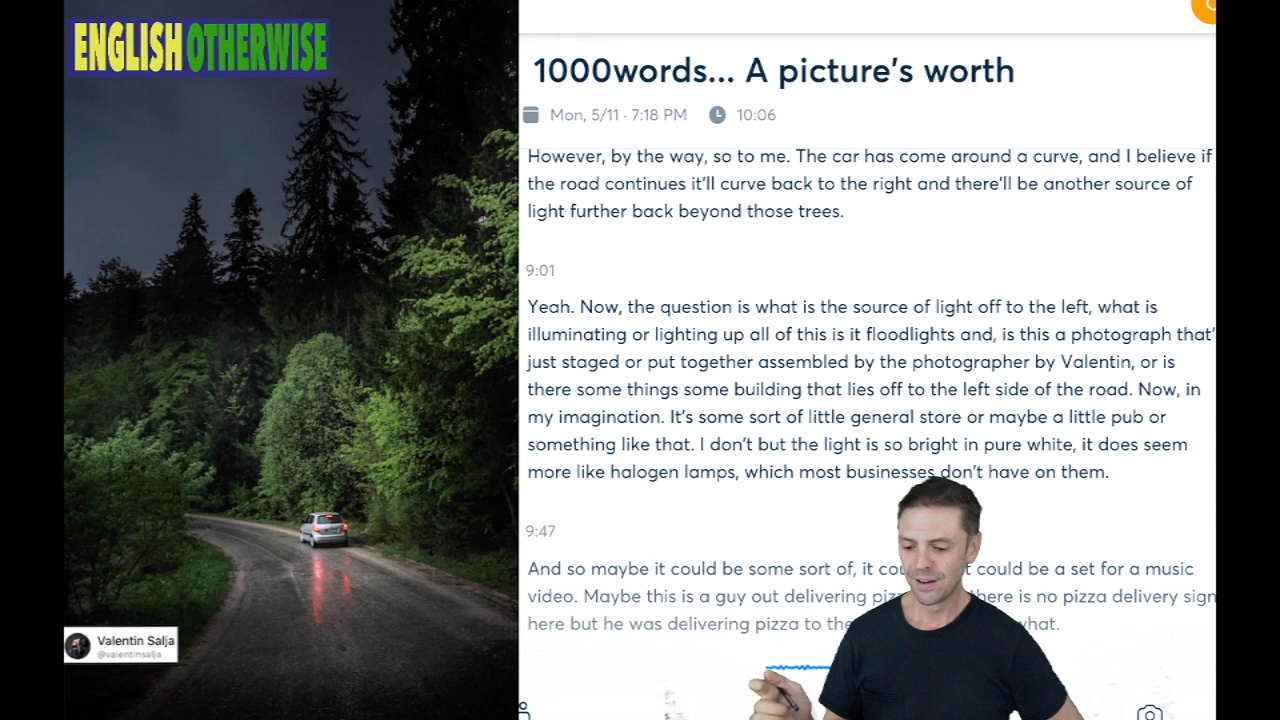 ENGLISH OTHERWISE
1000words... A picture's worth
Mon, 5/11 · 7:18 PM 10:06
However, by the way, so to me. The car has come around a curve, and I believe if
the road continues it'll curve back to the right and there'll be another source of
light further back beyond those trees.
9:01
Yeah. Now, the question is what is the source of light off to the left, what is
illuminating or lighting up all of this is it floodlights and, is this a photograph that'
just staged or put together assembled by the photographer by Valentin, or is
there some things some building that lies off to the left side of the road. Now, in
my imagination. It's some sort of little general store or maybe a little pub or
something like that. I don't but the light is so bright in pure white, it does seem
more like halogen lamps, which most businesses don't have on them.
9:47
And so maybe it could be some sort of, it could be a set for a music
video. Maybe this is a guy out delivering there is no pizza delivery sign
here but he was delivering pizza to the
Valentin Salja
@valentinsalja